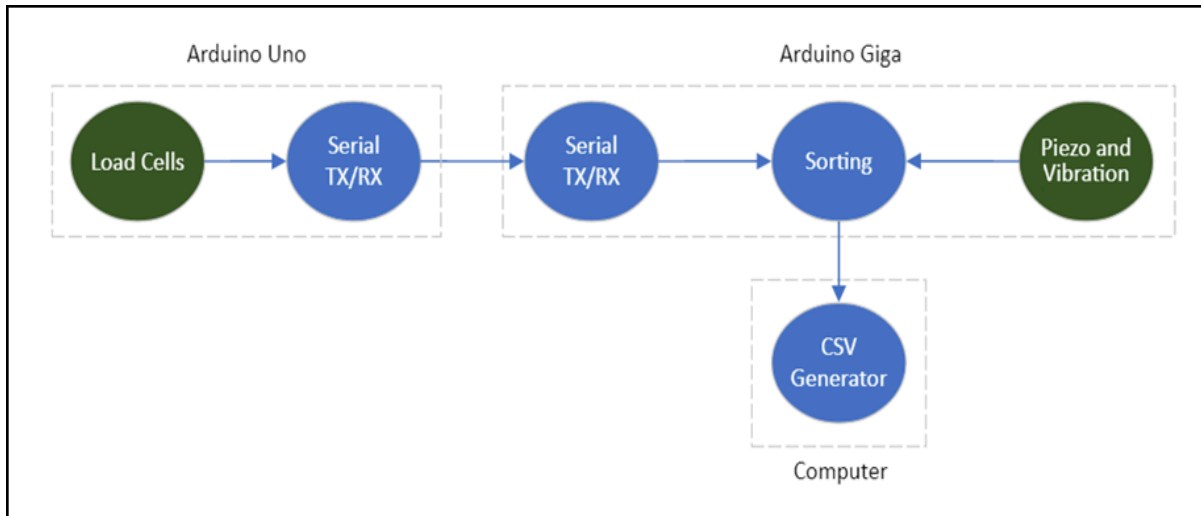 Arduino Uno
Arduino Giga
Load Cells
Serial
TX/RX
Serial
TX/RX
Sorting
Piezo and
Vibration
CSV
Generator
Computer